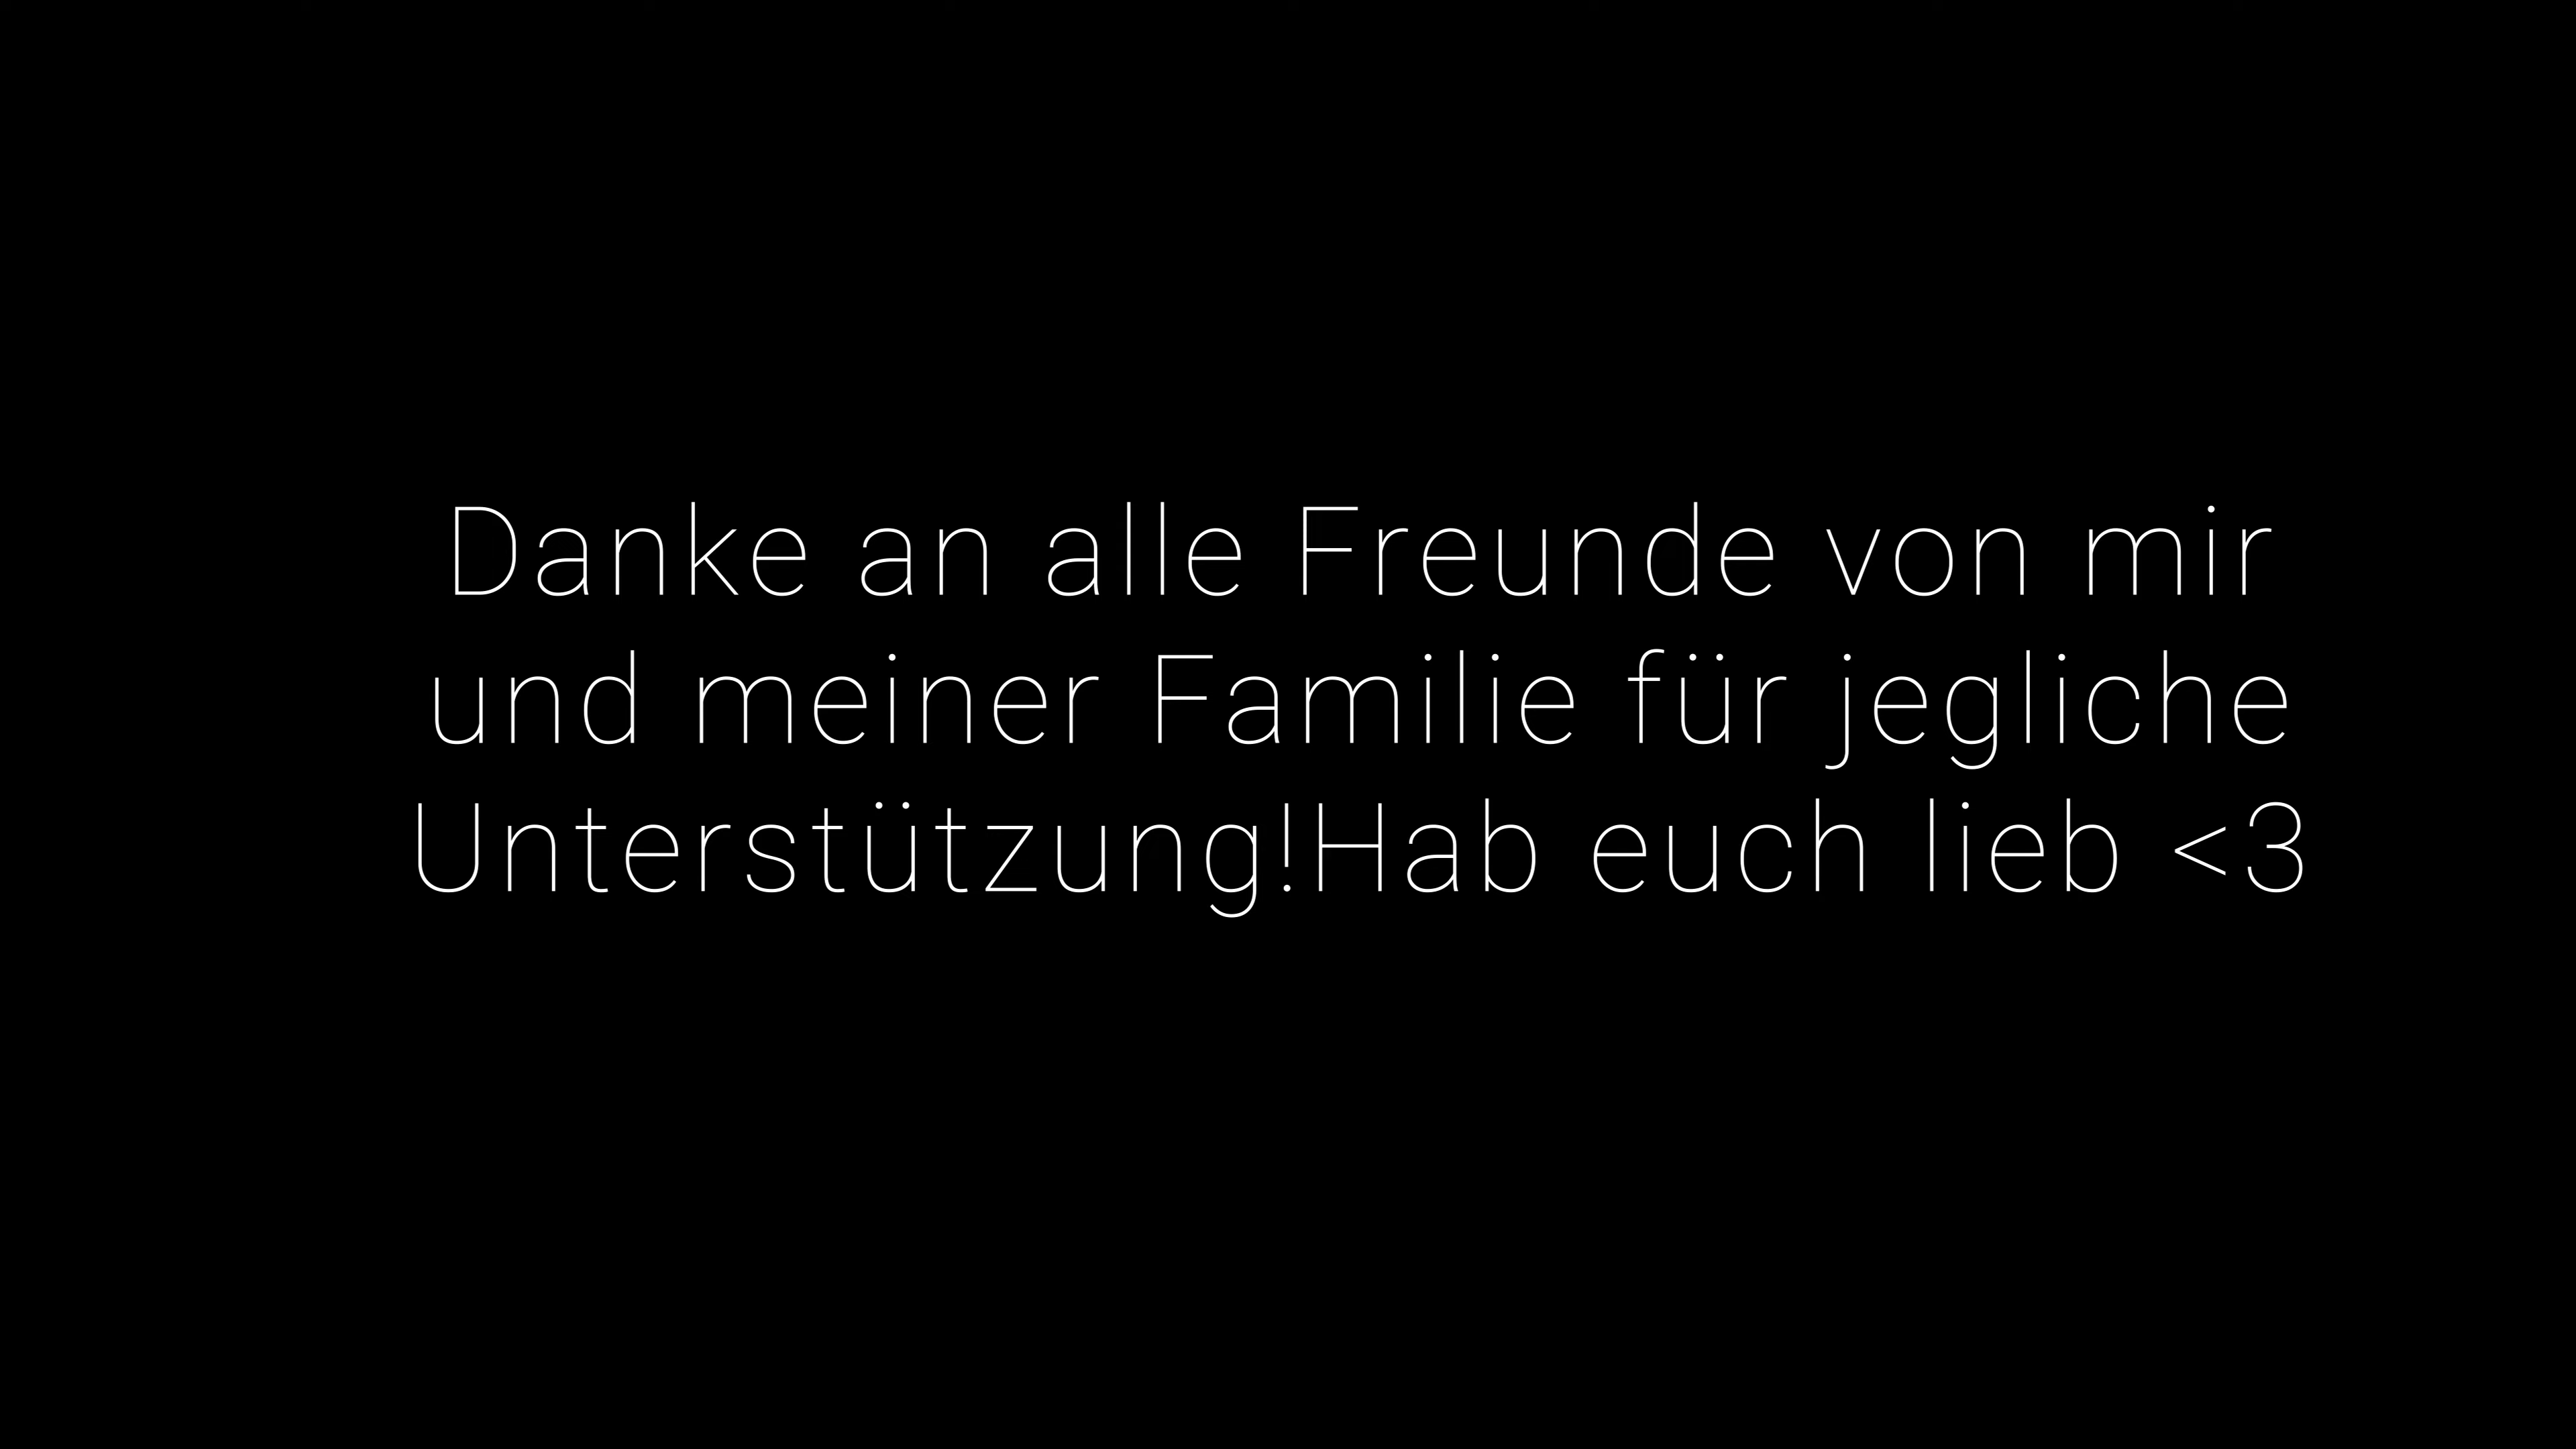 Danke an alle Freunde von mir
und meiner Familie für jegliche
Unterstützung!Hab euch lieb <3